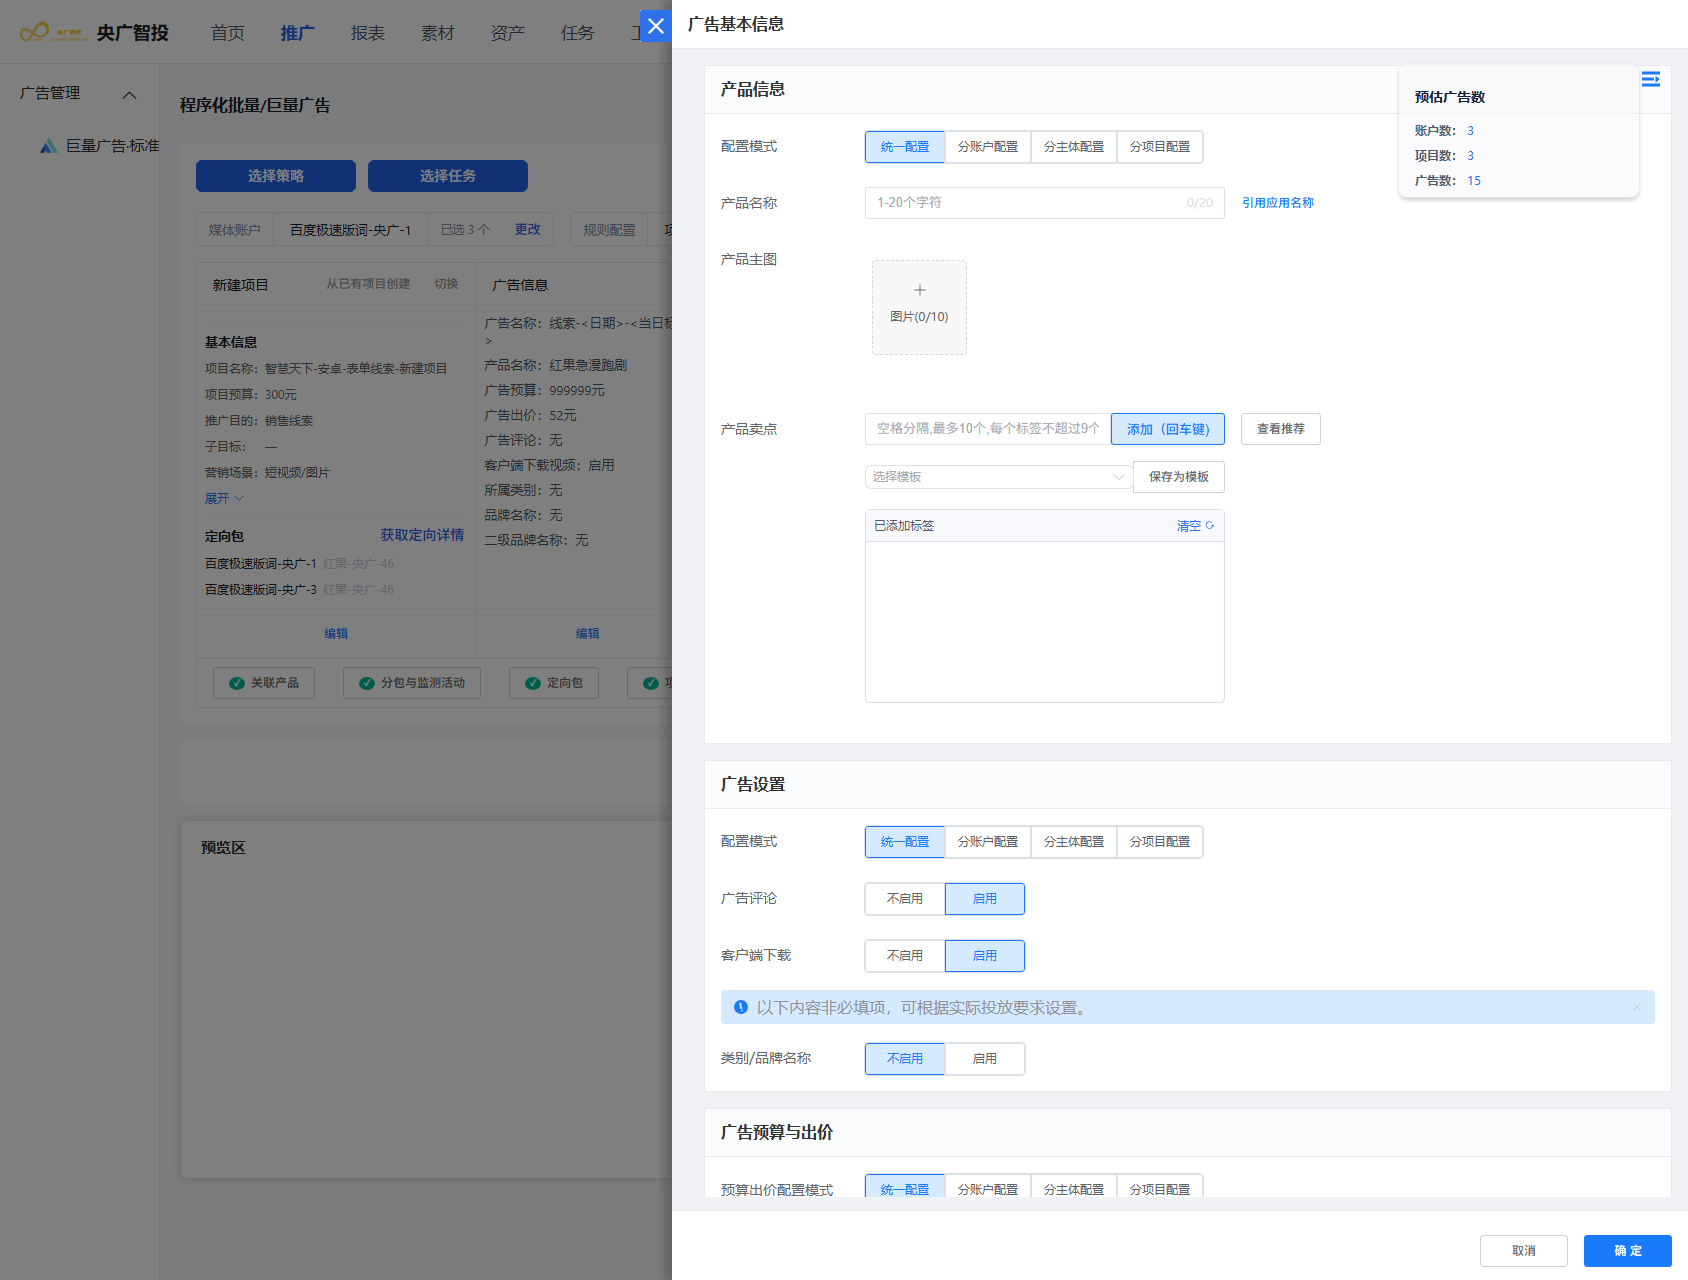 央广智投
首页
推广
报表
素材
资产
任务
广告管理
巨量广告·标准
程序化批量/巨量广告
选择策略
选择任务
媒体账户
百度极速版词-央广-1
已选 3 个
更改
规则配置
新建项目
从已有项目创建
切换
基本信息
项目名称：智慧天下-安卓-表单线索-新建项目
项目预算：300元
推广目的：销售线索
子目标：—
营销场景：短视频/图片
展开
定向包
获取定向详情
百度极速版词-央广-1 红果-央广-46
百度极速版词-央广-3 红果-央广-46
编辑
广告信息
广告名称：线索-<日期>-<当日标
>
产品名称：红果急漫跑剧
广告预算：999999元
广告出价：52元
广告评论：无
客户端下载视频：启用
所属类别：无
品牌名称：无
二级品牌名称：无
编辑
关联产品
分包与监测活动
定向包
预览区
广告基本信息
产品信息
配置模式
统一配置
分账户配置
分主体配置
分项目配置
产品名称
1-20个字符
0/20
引用应用名称
产品主图
图片(0/10)
产品卖点
空格分隔,最多10个,每个标签不超过9个
添加（回车键）
查看推荐
选择模板
保存为模板
已添加标签
清空
预估广告数
账户数： 3
项目数： 3
广告数： 15
广告设置
配置模式
统一配置
分账户配置
分主体配置
分项目配置
广告评论
不启用
启用
客户端下载
不启用
启用
以下内容非必填项，可根据实际投放要求设置。
类别/品牌名称
不启用
启用
广告预算与出价
预算出价配置模式
统一配置
分账户配置
分主体配置
分项目配置
取消
确 定